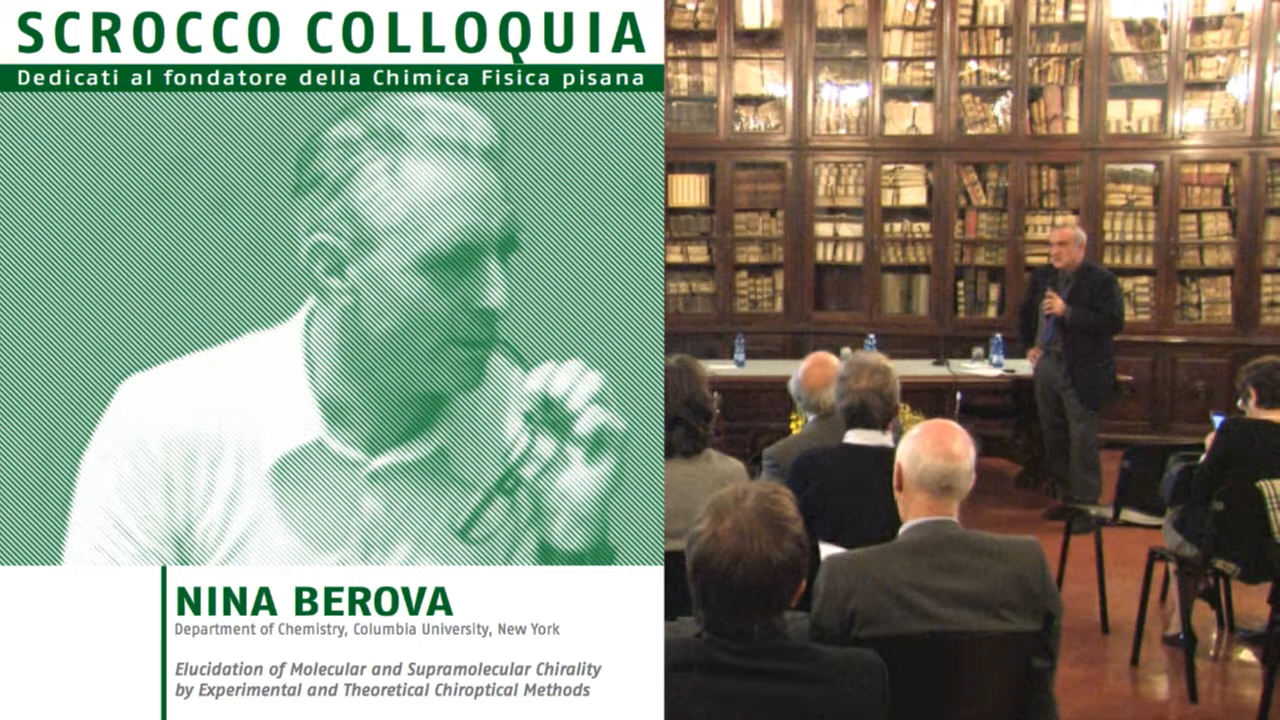 SCROCCO COLLOQUIA
Dedicati al fondatore della Chimica Fisica pisana
NINA BEROVA
Department of Chemistry, Columbia University, New York
Elucidation of Molecular and Supramolecular Chirality
by Experimental and Theoretical Chiroptical Methods